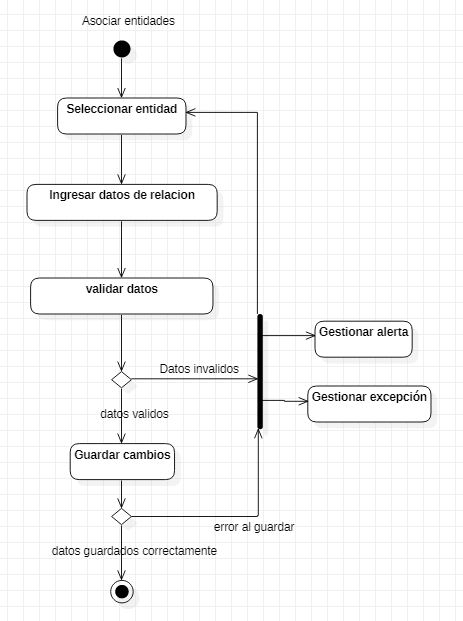 Asociar entidades
Seleccionar entidad
Ingresar datos de relacion
validar datos
Gestionar alerta
Datos invalidos
Gestionar excepción
datos validos
Guardar cambios
error al guardar
datos guardados correctamente